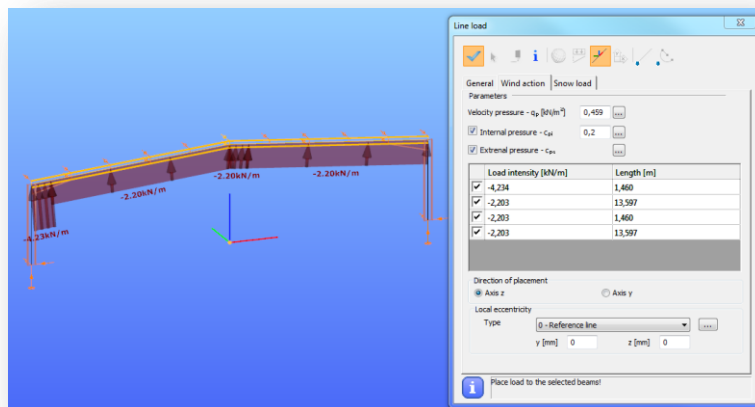 Line load
General Wind action Snow load
Parameters
Velocity pressure - qp [kN/m²] 0,459 ...
Internal pressure - cpi 0,2 ...
Extrenal pressure - cpe ...
Load intensity [kN/m] Length [m]
-4,234 1,460
-2,203 13,597
-2,203 1,460
-2,203 13,597
Direction of placement
Axis z Axis y
Local eccentricity
Type 0 - Reference line ...
y [mm] 0 z [mm] 0
Place load to the selected beams!
-2.20kN/m
-2.20kN/m
-2.20kN/m
-4.23kN/m